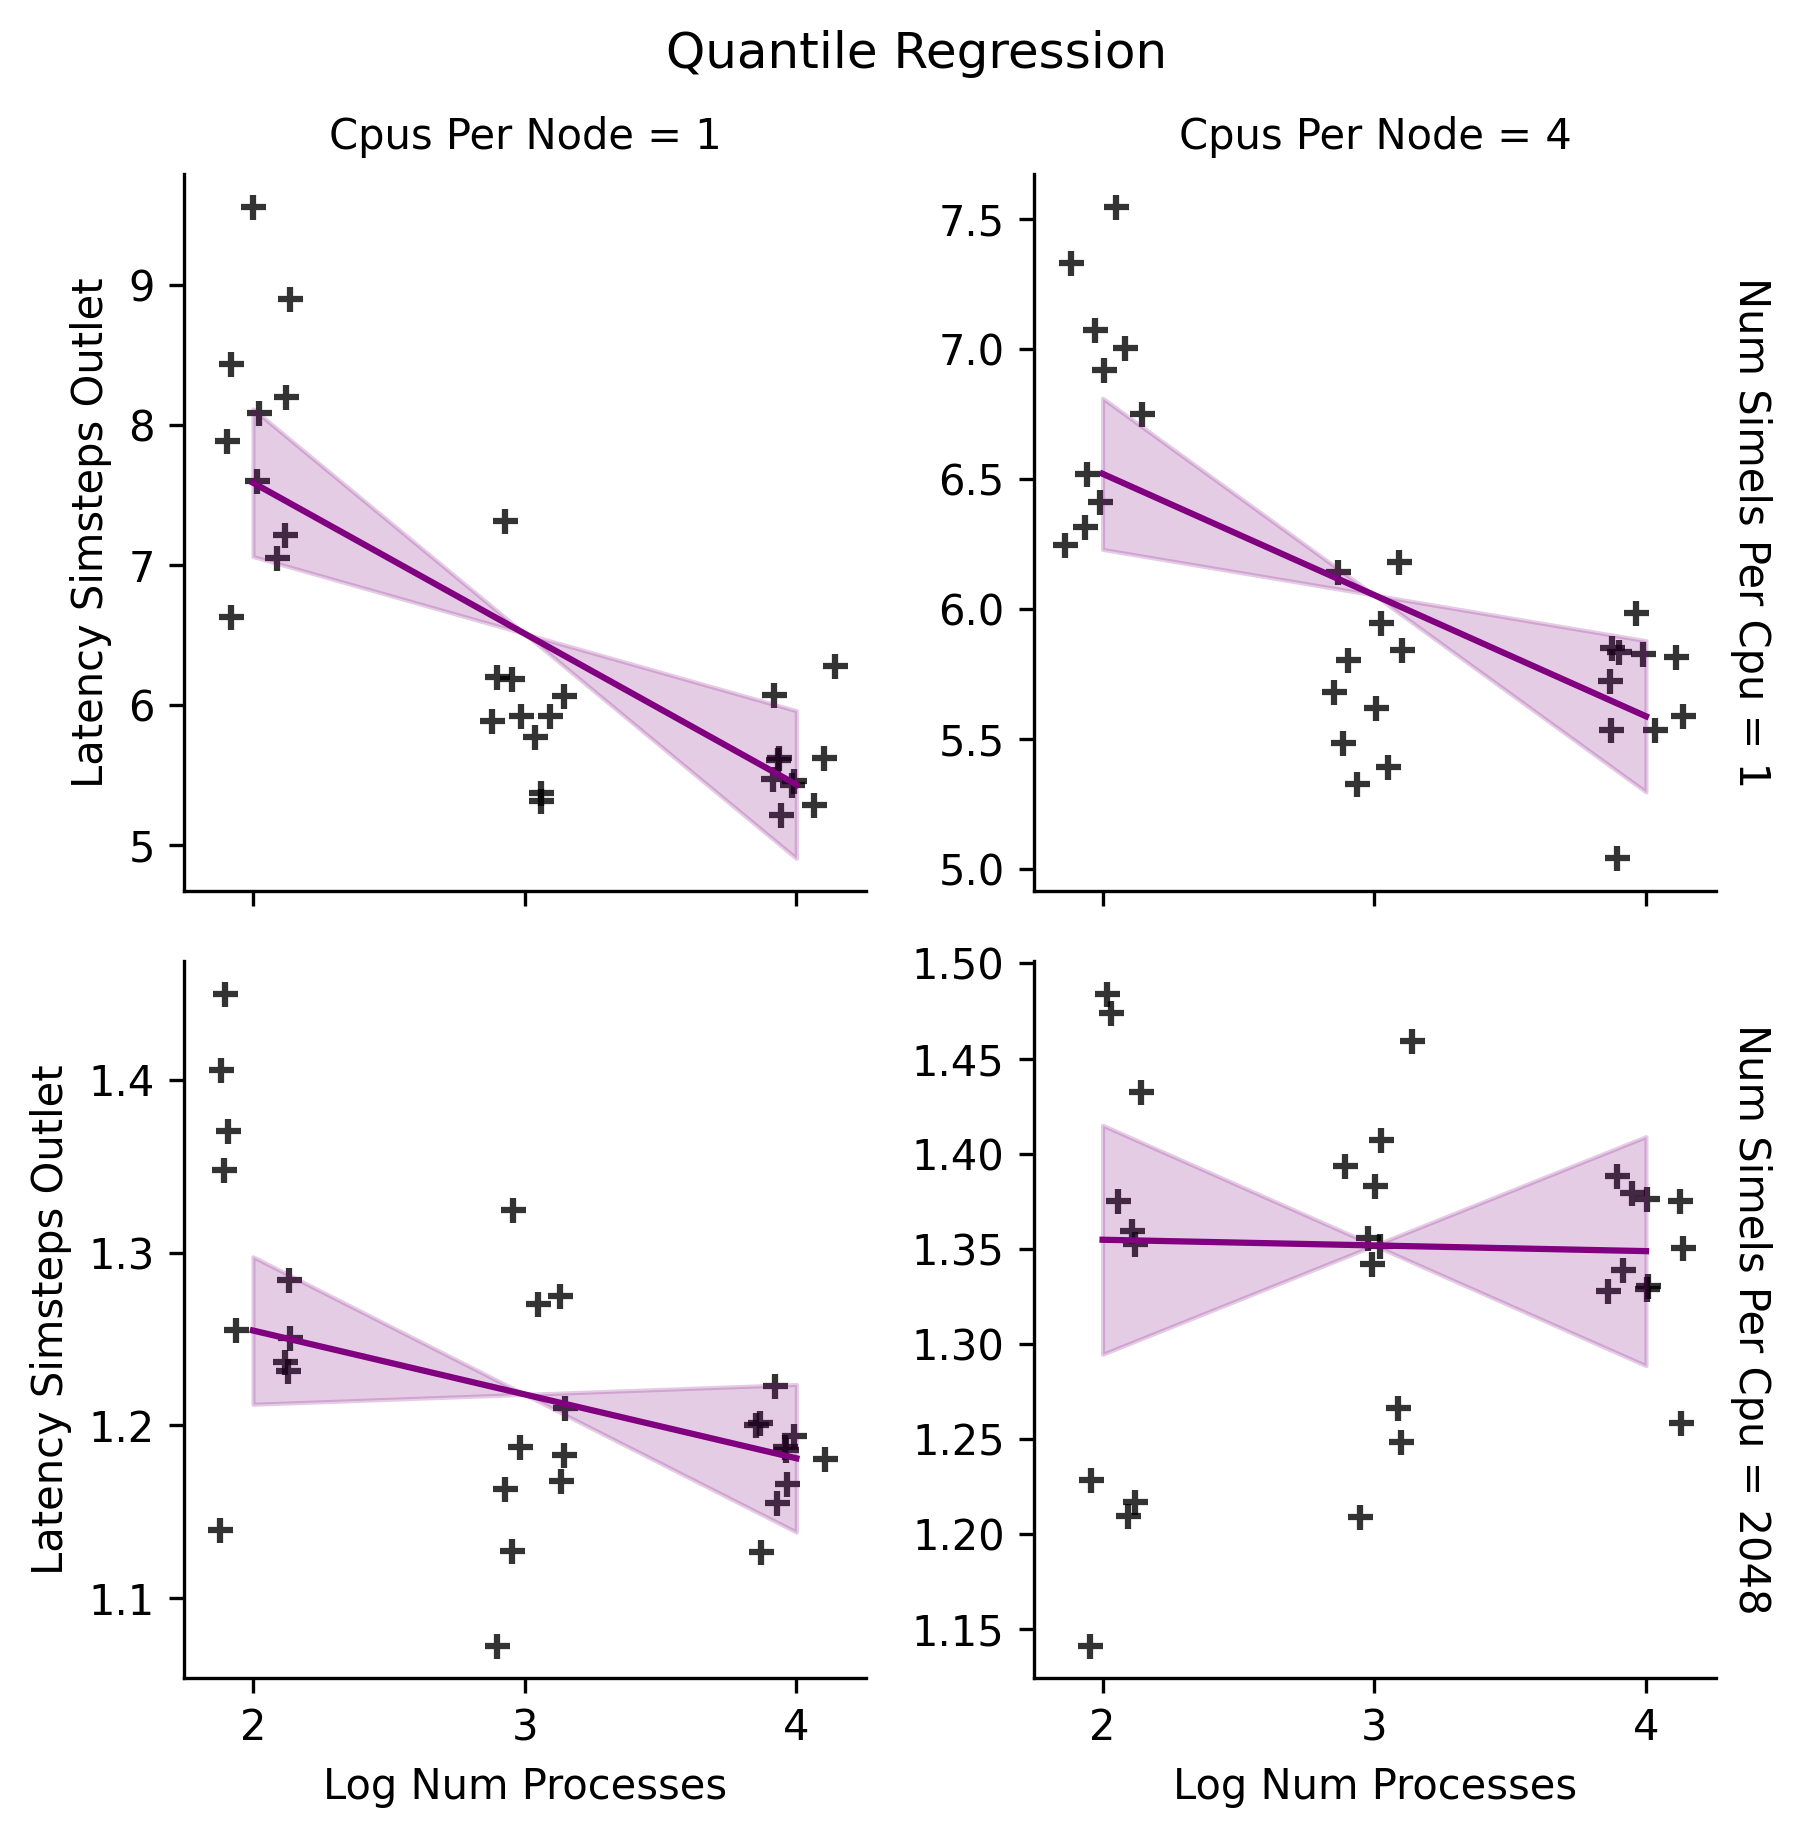 Quantile Regression
Cpus Per Node = 1
Cpus Per Node = 4
Latency Simsteps Outlet
9
8
7
6
5
7.5
7.0
6.5
6.0
5.5
5.0
Num Simels Per Cpu = 1
Latency Simsteps Outlet
1.4
1.3
1.2
1.1
1.50
1.45
1.40
1.35
1.30
1.25
1.20
1.15
Num Simels Per Cpu = 2048
2 3 4
2 3 4
Log Num Processes
Log Num Processes